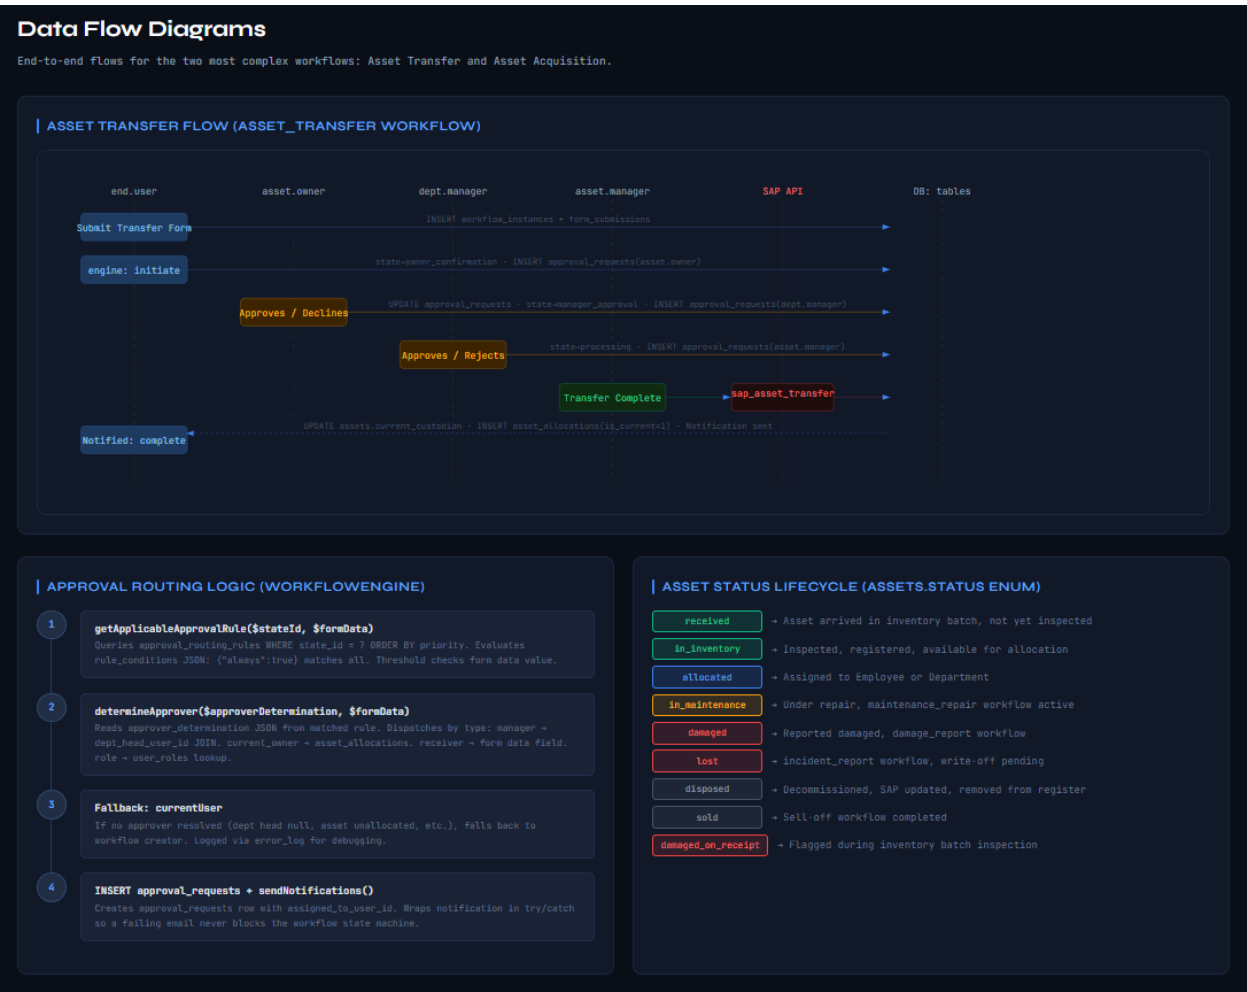 Data Flow Diagrams
End-to-end flows for the two most complex workflows: Asset Transfer and Asset Acquisition.
ASSET TRANSFER FLOW (ASSET_TRANSFER WORKFLOW)
end.user asset.owner dept.manager asset.manager SAP API DB: tables
Submit Transfer Form INSERT workflow_instances + form_submissions
engine: initiate state=owner_confirmation · INSERT approval_requests(asset.owner)
Approves / Declines UPDATE approval_requests · state=manager_approval · INSERT approval_requests(dept.manager)
Approves / Rejects state=processing · INSERT approval_requests(asset.manager)
Transfer Complete sap_asset_transfer
Notified: complete UPDATE assets.current_custodian · INSERT asset_allocations(is_current=1) · Notification sent
APPROVAL ROUTING LOGIC (WORKFLOWENGINE)
1
getApplicableApprovalRule($stateId, $formData)
Queries approval_routing_rules WHERE state_id = ? ORDER BY priority. Evaluates
rule_conditions JSON: {"always":true} matches all. Threshold checks form data value.
2
determineApprover($approverDetermination, $formData)
Reads approver_determination JSON from matched rule. Dispatches by type: manager →
dept_head_user_id JOIN. current_owner → asset_allocations. receiver → form data field.
role → user_roles lookup.
3
Fallback: currentUser
If no approver resolved (dept head null, asset unallocated, etc.), falls back to
workflow creator. Logged via error_log for debugging.
4
INSERT approval_requests + sendNotifications()
Creates approval_requests row with assigned_to_user_id. Wraps notification in try/catch
so a failing email never blocks the workflow state machine.
ASSET STATUS LIFECYCLE (ASSETS.STATUS ENUM)
received → Asset arrived in inventory batch, not yet inspected
in_inventory → Inspected, registered, available for allocation
allocated → Assigned to Employee or Department
in_maintenance → Under repair, maintenance_repair workflow active
damaged → Reported damaged, damage_report workflow
lost → incident_report workflow, write-off pending
disposed → Decommissioned, SAP updated, removed from register
sold → Sell-off workflow completed
damaged_on_receipt → Flagged during inventory batch inspection